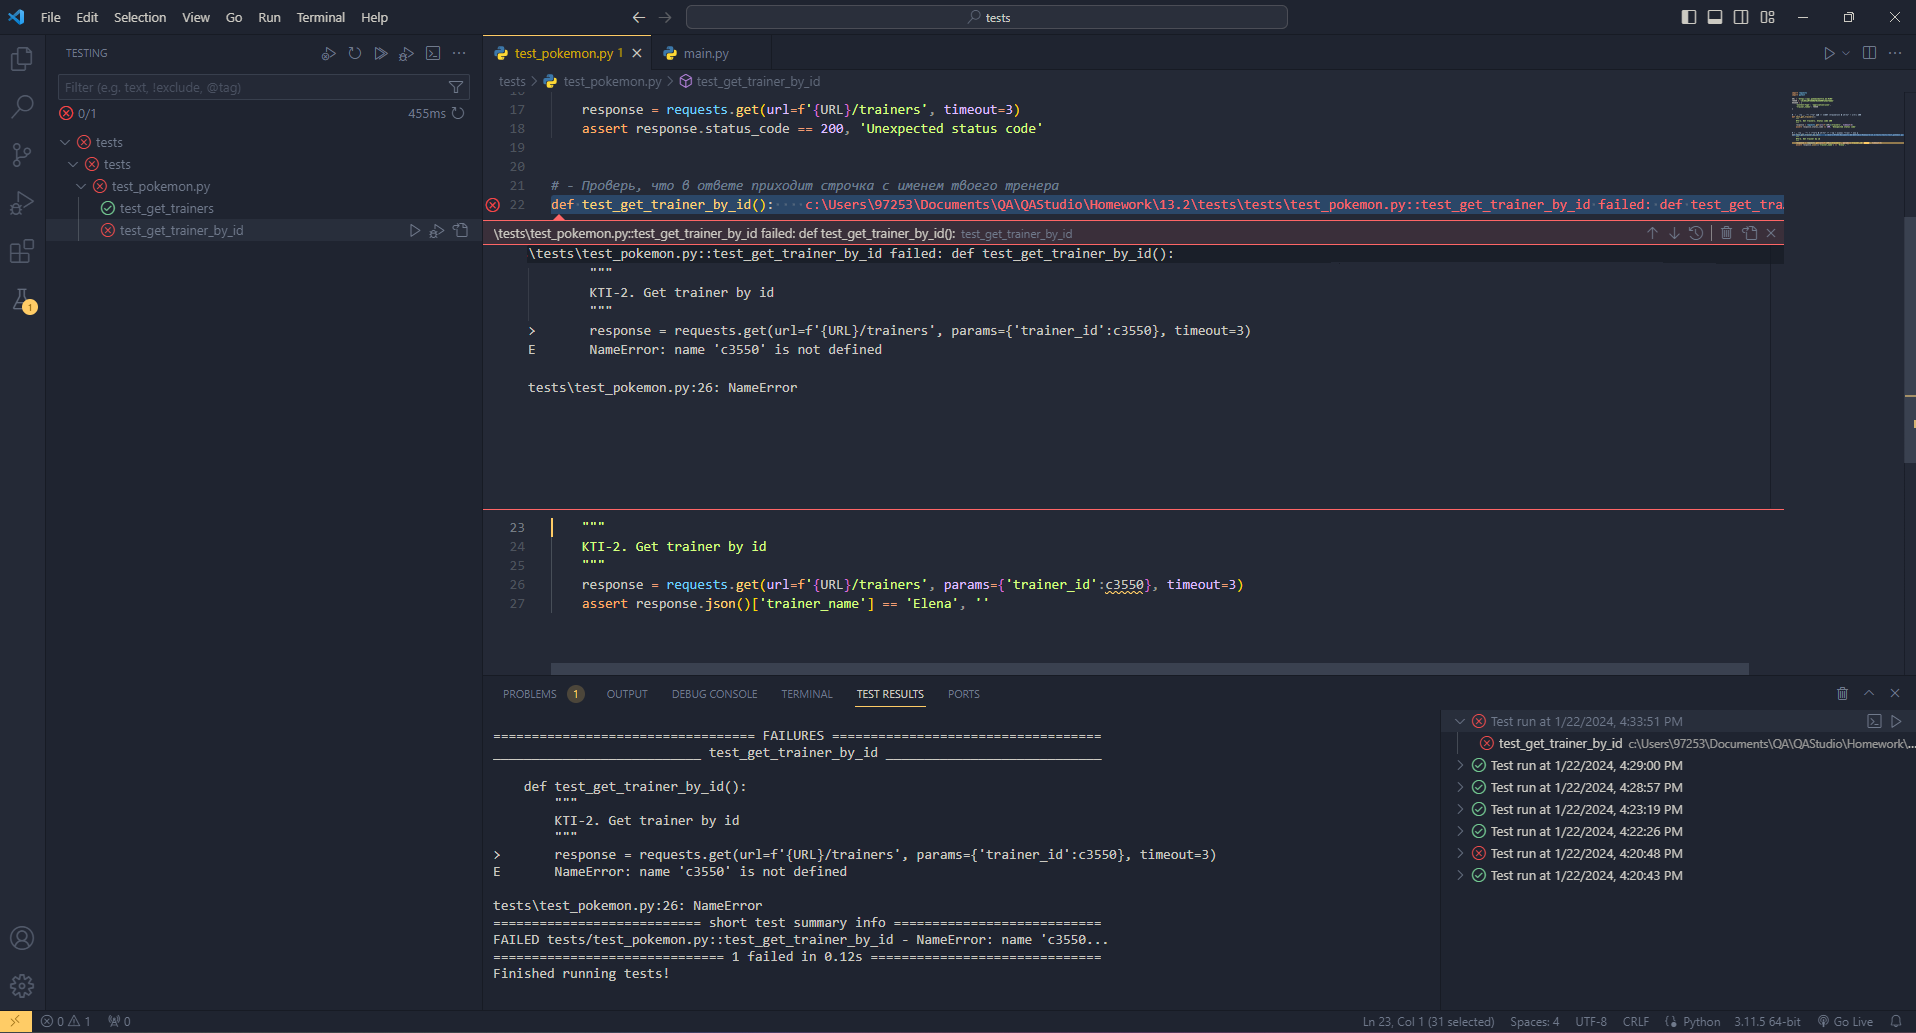 File Edit Selection View Go Run Terminal Help
tests
TESTING
Filter (e.g. text, !exclude, @tag)
0/1
455ms
tests
tests
test_pokemon.py
test_get_trainers
test_get_trainer_by_id
1
test_pokemon.py 1
main.py
tests > test_pokemon.py > test_get_trainer_by_id
17 response = requests.get(url=f'{URL}/trainers', timeout=3)
18 assert response.status_code == 200, 'Unexpected status code'
19
20
21 # - Проверь, что в ответе приходит строчка с именем твоего тренера
22 def test_get_trainer_by_id(): c:\Users\97253\Documents\QA\QAStudio\Homework\13.2\tests\tests\test_pokemon.py::test_get_trainer_by_id failed: def test_get_tra
\tests\test_pokemon.py::test_get_trainer_by_id failed: def test_get_trainer_by_id(): test_get_trainer_by_id
\tests\test_pokemon.py::test_get_trainer_by_id failed: def test_get_trainer_by_id():
"""
KTI-2. Get trainer by id
"""
> response = requests.get(url=f'{URL}/trainers', params={'trainer_id':c3550}, timeout=3)
E NameError: name 'c3550' is not defined
tests\test_pokemon.py:26: NameError
23 """
24 KTI-2. Get trainer by id
25 """
26 response = requests.get(url=f'{URL}/trainers', params={'trainer_id':c3550}, timeout=3)
27 assert response.json()['trainer_name'] == 'Elena', ''
PROBLEMS 1 OUTPUT DEBUG CONSOLE TERMINAL TEST RESULTS PORTS
================================== FAILURES ===================================
___________________________ test_get_trainer_by_id ____________________________
def test_get_trainer_by_id():
"""
KTI-2. Get trainer by id
"""
> response = requests.get(url=f'{URL}/trainers', params={'trainer_id':c3550}, timeout=3)
E NameError: name 'c3550' is not defined
tests\test_pokemon.py:26: NameError
=========================== short test summary info ===========================
FAILED tests/test_pokemon.py::test_get_trainer_by_id - NameError: name 'c3550...
============================== 1 failed in 0.12s ==============================
Finished running tests!
Test run at 1/22/2024, 4:33:51 PM
test_get_trainer_by_id c:\Users\97253\Documents\QA\QAStudio\Homework\...
Test run at 1/22/2024, 4:29:00 PM
Test run at 1/22/2024, 4:28:57 PM
Test run at 1/22/2024, 4:23:19 PM
Test run at 1/22/2024, 4:22:26 PM
Test run at 1/22/2024, 4:20:48 PM
Test run at 1/22/2024, 4:20:43 PM
0 1 0
Ln 23, Col 1 (31 selected) Spaces: 4 UTF-8 CRLF Python 3.11.5 64-bit Go Live